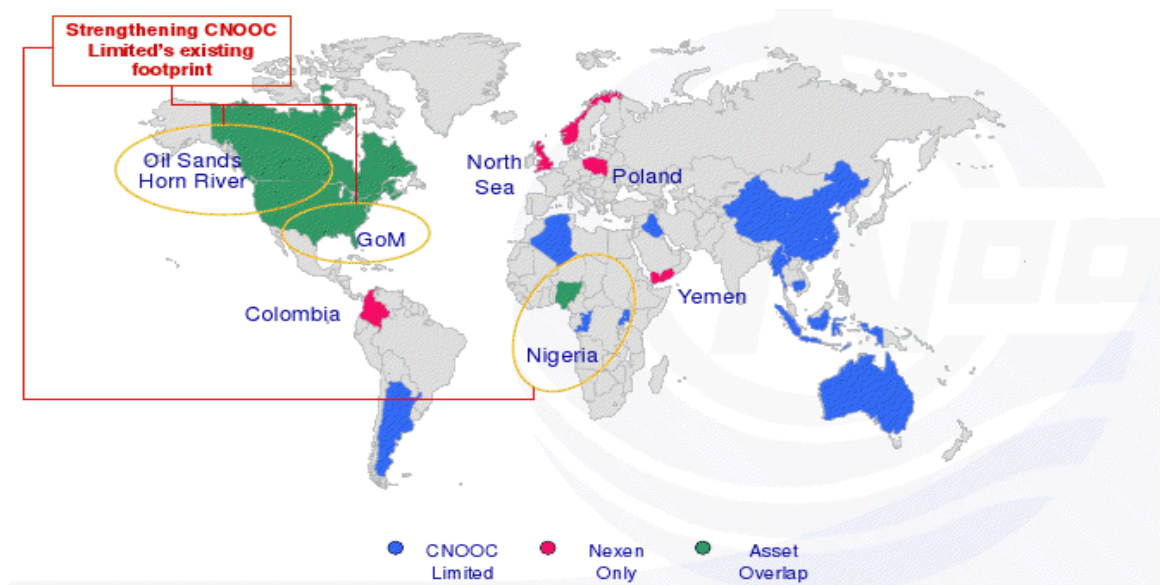 Strengthening CNOOC
Limited's existing
footprint
Oil Sands
Horn River
GoM
North
Sea
Poland
Colombia
Yemen
Nigeria
CNOOC
Limited
Nexen
Only
Asset
Overlap